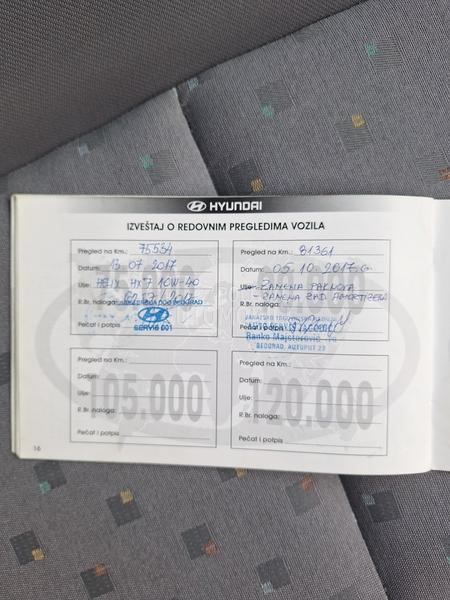 HYUNDAI
IZVEŠTAJ O REDOVNIM PREGLEDIMA VOZILA
Pregled na Km.: 75534
Datum: 13 07. 2017
Ulje: HELIX HX7 10W-40
R.Br. naloga:
Pečat i potpis
SERVIS 001
Pregled na Km.: 81361
Datum: 05. 10. 2017. G.
Ulje: - ZAMENA PAKNOVA
- ZAMENA ZAD AMORTIZERA
R.Br. naloga:
Pečat i potpis
Ranko Majstorović
BEOGRAD, AUTOPUT 22
105.000
Pregled na Km.:
Datum:
Ulje:
R.Br. naloga:
Pečat i potpis
120.000
Pregled na Km.:
Datum:
Ulje:
R.Br. naloga:
Pečat i potpis
16